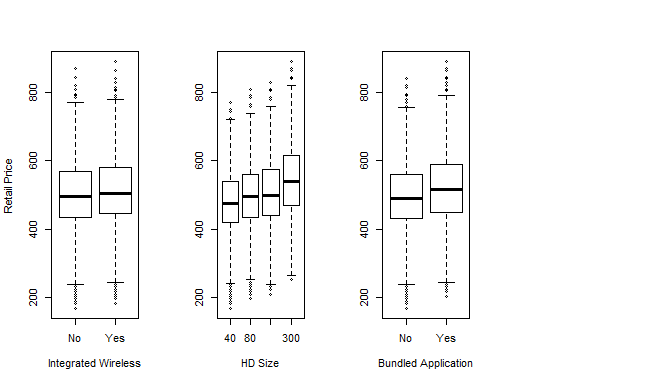 Retail Price
800
600
400
200
No Yes
Integrated Wireless
800
600
400
200
40 80 300
HD Size
800
600
400
200
No Yes
Bundled Application